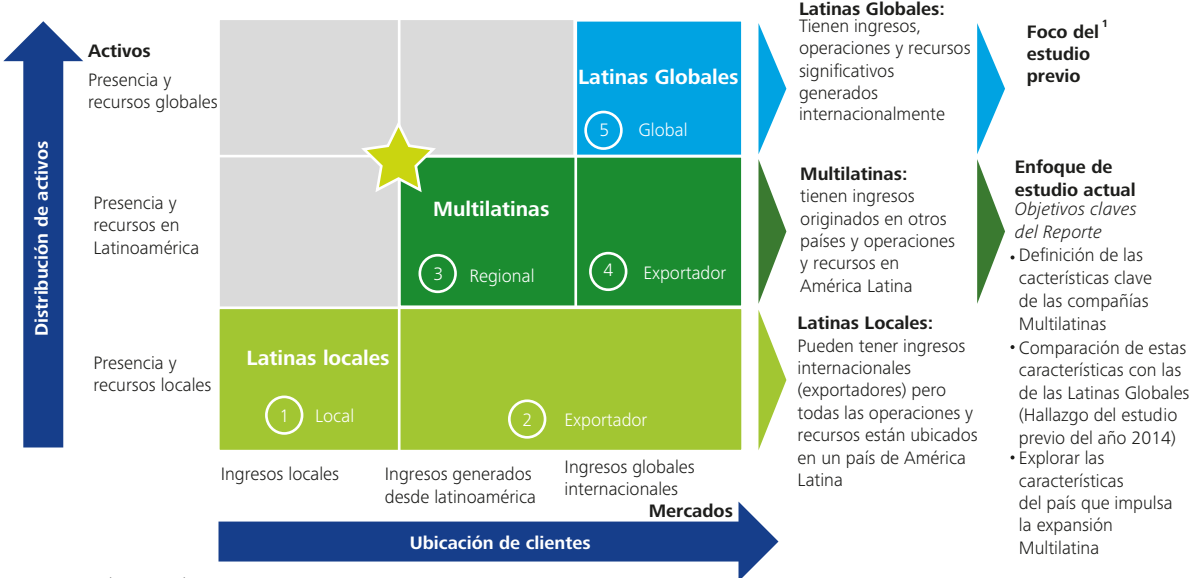 Distribución de activos
Activos
Presencia y
recursos globales
Presencia y
recursos en
Latinoamérica
Presencia y
recursos locales
Latinas Globales
5 Global
Multilatinas
3 Regional
4 Exportador
Latinas locales
1 Local
2 Exportador
Ingresos locales
Ingresos generados
desde latinoamérica
Ingresos globales
internacionales
Mercados
Ubicación de clientes
Latinas Globales:
Tienen ingresos,
operaciones y recursos
significativos
generados
internacionalmente
Multilatinas:
tienen ingresos
originados en otros
países y operaciones
y recursos en
América Latina
Latinas Locales:
Pueden tener ingresos
internacionales
(exportadores) pero
todas las operaciones y
recursos están ubicados
en un país de América
Latina
Foco del 1
estudio
previo
Enfoque de
estudio actual
Objetivos claves
del Reporte
• Definición de las
cacterísticas clave
de las compañías
Multilatinas
• Comparación de estas
características con las
de las Latinas Globales
(Hallazgo del estudio
previo del año 2014)
• Explorar las
características
del país que impulsa
la expansión
Multilatina